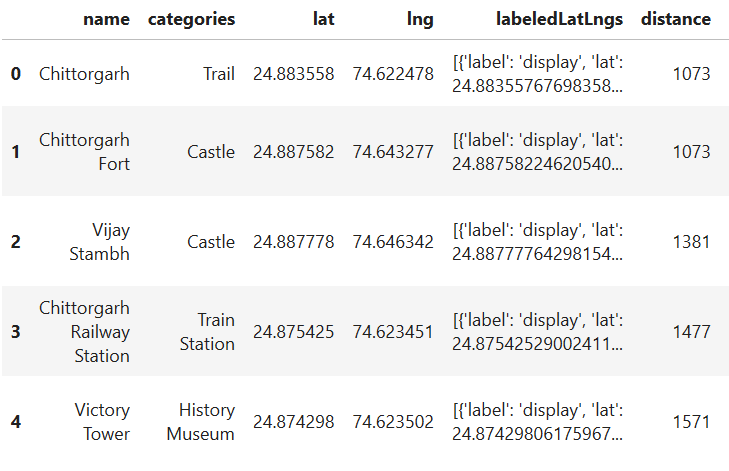 name categories lat lng labeledLatLngs distance
0 Chittorgarh Trail 24.883558 74.622478 [{'label': 'display', 'lat': 24.88355767698358... 1073
1 Chittorgarh Fort Castle 24.887582 74.643277 [{'label': 'display', 'lat': 24.88758224620540... 1073
2 Vijay Stambh Castle 24.887778 74.646342 [{'label': 'display', 'lat': 24.88777764298154... 1381
3 Chittorgarh Railway Station Train Station 24.875425 74.623451 [{'label': 'display', 'lat': 24.87542529002411... 1477
4 Victory Tower History Museum 24.874298 74.623502 [{'label': 'display', 'lat': 24.87429806175967... 1571